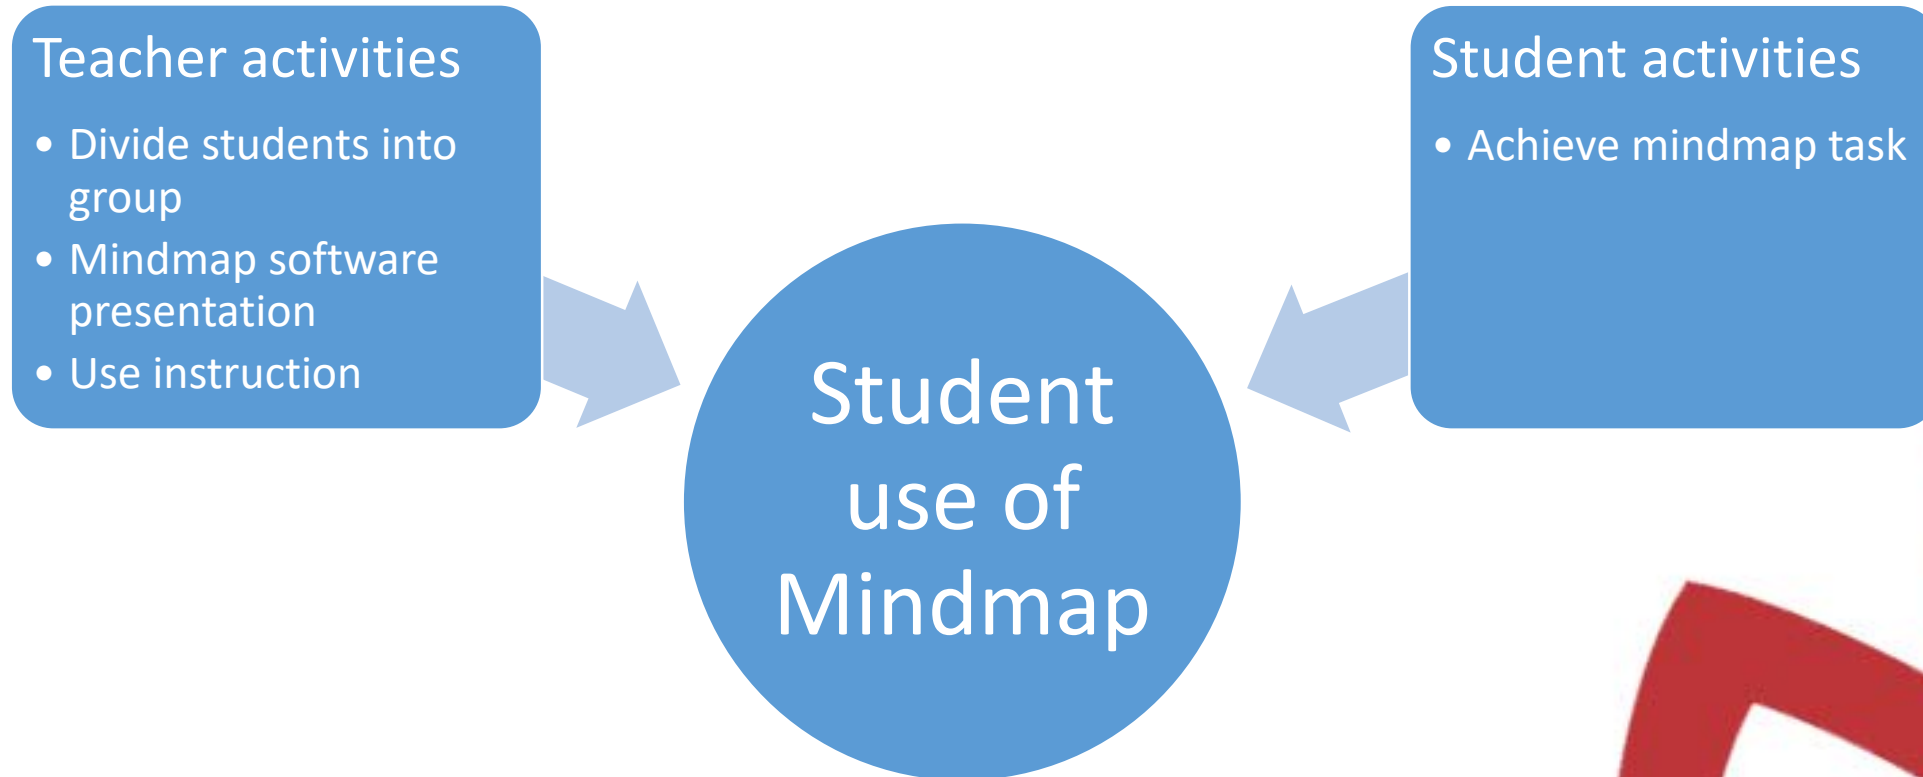 Teacher activities
• Divide students into
group
• Mindmap software
presentation
• Use instruction
Student activities
• Achieve mindmap task
Student
use of
Mindmap